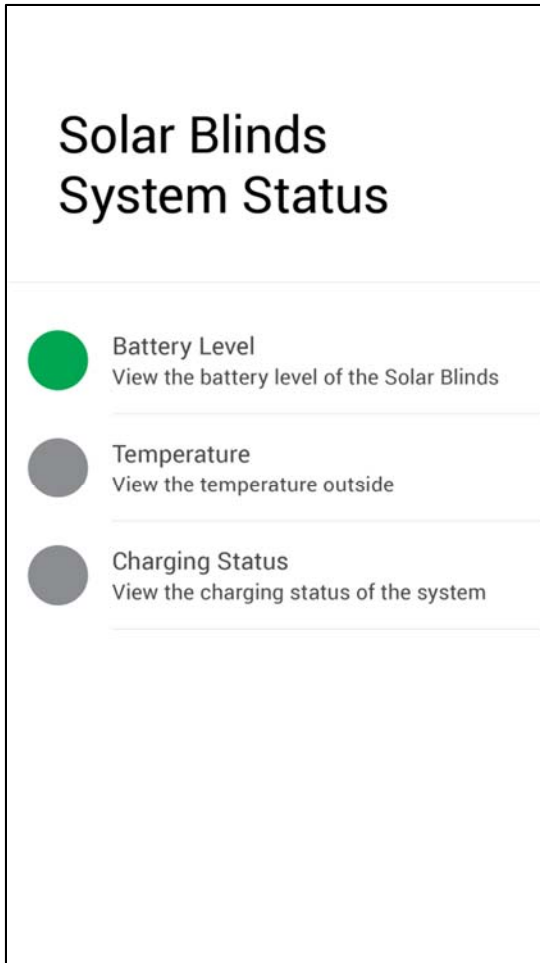 Solar Blinds
System Status
Battery Level
View the battery level of the Solar Blinds
Temperature
View the temperature outside
Charging Status
View the charging status of the system